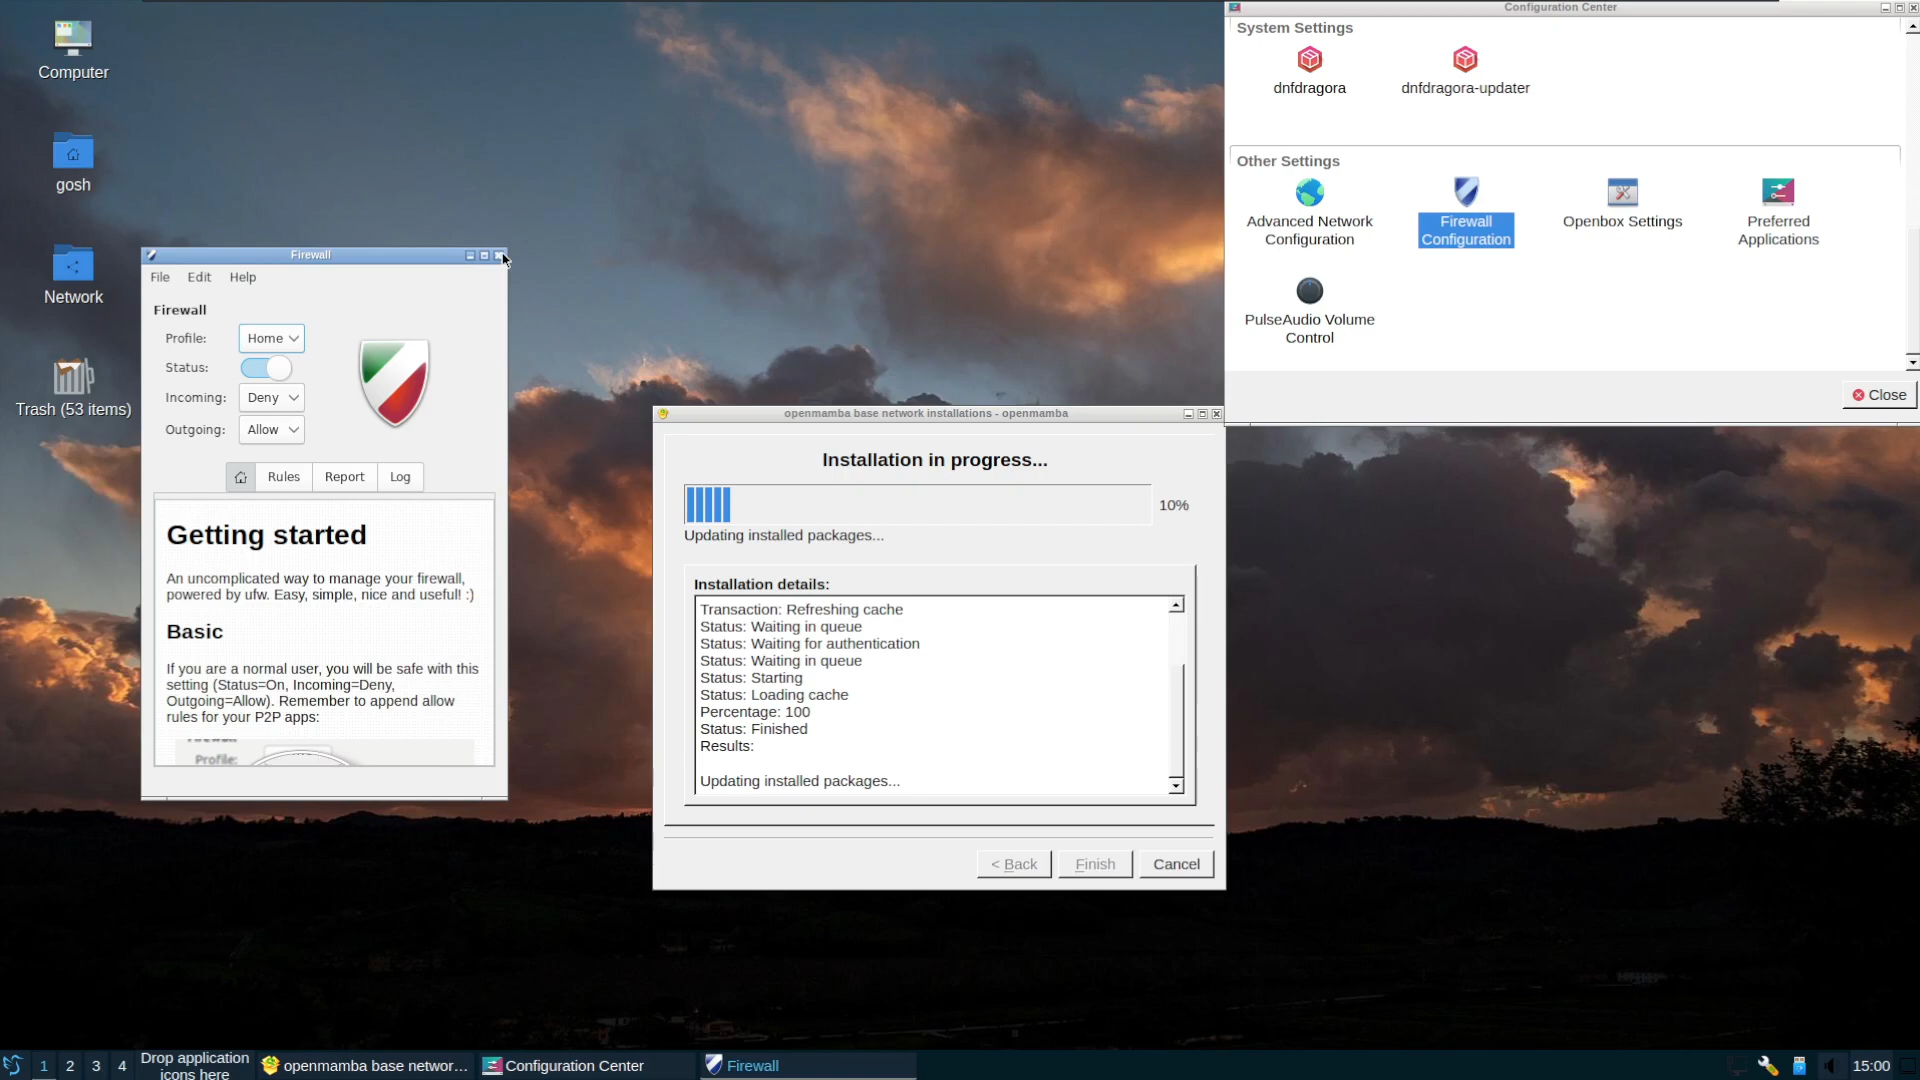 Computer
gosh
Network
Trash (53 items)
Firewall
File Edit Help
Firewall
Profile: Home
Status:
Incoming: Deny
Outgoing: Allow
Rules Report Log
Getting started
An uncomplicated way to manage your firewall,
powered by ufw. Easy, simple, nice and useful! :)
Basic
If you are a normal user, you will be safe with this
setting (Status=On, Incoming=Deny,
Outgoing=Allow). Remember to append allow
rules for your P2P apps:
Firewall
Profile:
openmamba base network installations - openmamba
Installation in progress...
10%
Updating installed packages...
Installation details:
Transaction: Refreshing cache
Status: Waiting in queue
Status: Waiting for authentication
Status: Waiting in queue
Status: Starting
Status: Loading cache
Percentage: 100
Status: Finished
Results:
Updating installed packages...
< Back Finish Cancel
Configuration Center
System Settings
dnfdragora dnfdragora-updater
Other Settings
Advanced Network
Configuration
Firewall
Configuration
Openbox Settings
Preferred
Applications
PulseAudio Volume
Control
Close
1 2 3 4
Drop application
icons here
openmamba base networ...
Configuration Center
Firewall
15:00